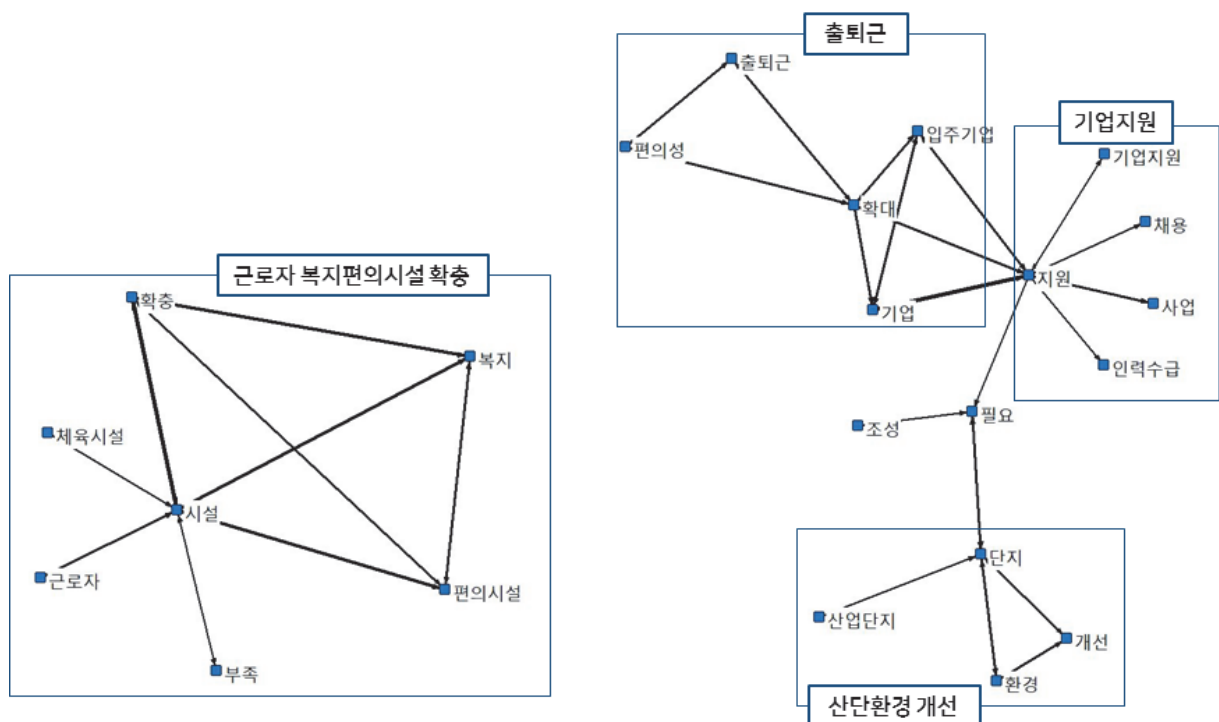 근로자 복지편의시설 확충
확충
복지
체육시설
시설
근로자
편의시설
부족
출퇴근
출퇴근
편의성
입주기업
확대
기업
기업지원
기업지원
채용
지원
사업
인력수급
조성
필요
단지
산업단지
개선
환경
산단환경 개선